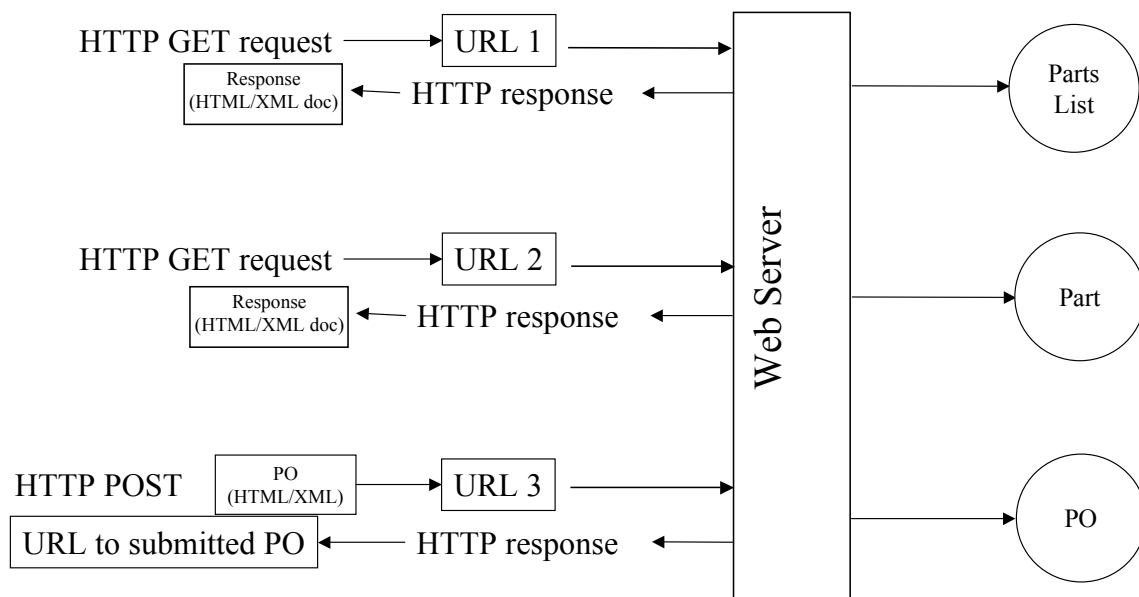 HTTP GET request
URL 1
Response
(HTML/XML doc)
HTTP response
Parts
List
HTTP GET request
URL 2
Response
(HTML/XML doc)
HTTP response
Web Server
Part
HTTP POST
PO
(HTML/XML)
URL 3
URL to submitted PO
HTTP response
PO